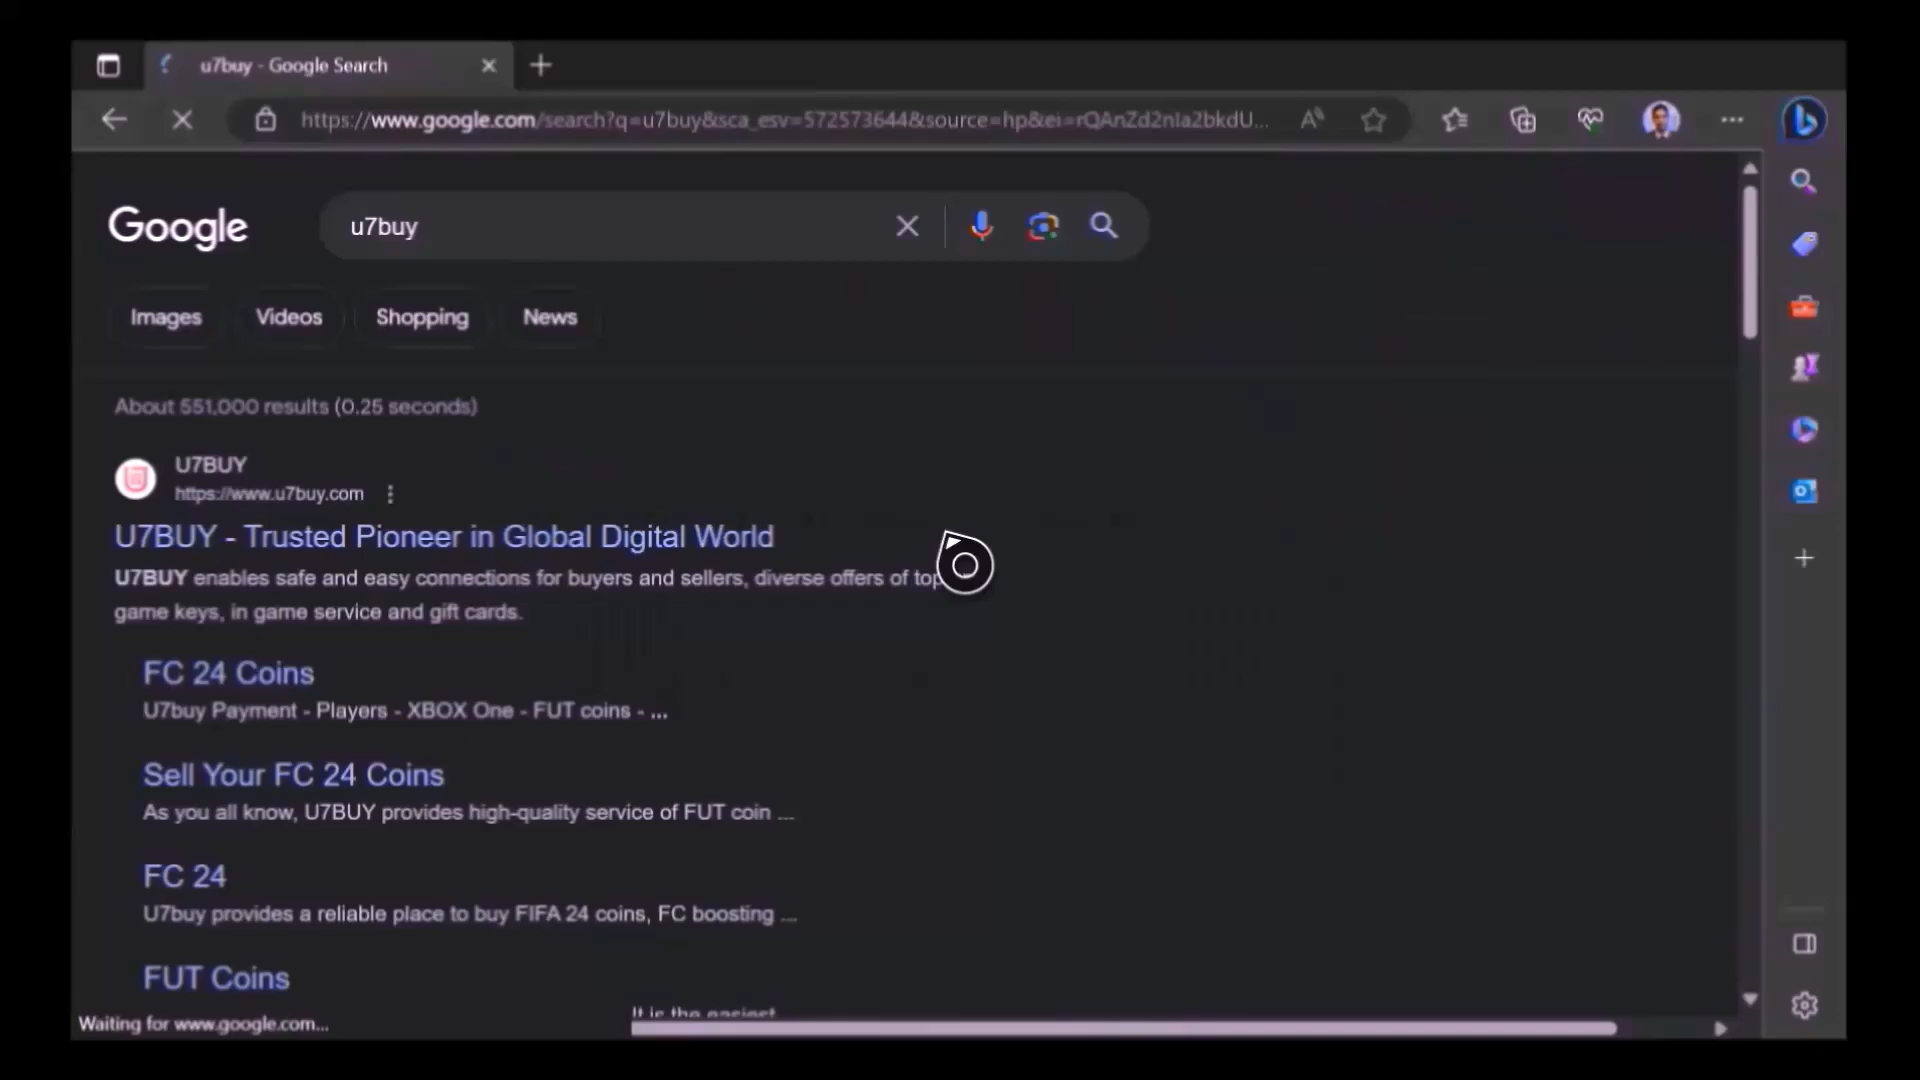 u7buy - Google Search
https://www.google.com/search?q=u7buy&sca_esv=572573644&source=hp&ei=rQAnZd2nIa2bkdU...
Google
u7buy
Images
Videos
Shopping
News
About 551,000 results (0.25 seconds)
U7BUY
https://www.u7buy.com
U7BUY - Trusted Pioneer in Global Digital World
U7BUY enables safe and easy connections for buyers and sellers, diverse offers of top
game keys, in game service and gift cards.
FC 24 Coins
U7buy Payment - Players - XBOX One - FUT coins - ...
Sell Your FC 24 Coins
As you all know, U7BUY provides high-quality service of FUT coin ...
FC 24
U7buy provides a reliable place to buy FIFA 24 coins, FC boosting ...
FUT Coins
It is the easiest
Waiting for www.google.com...